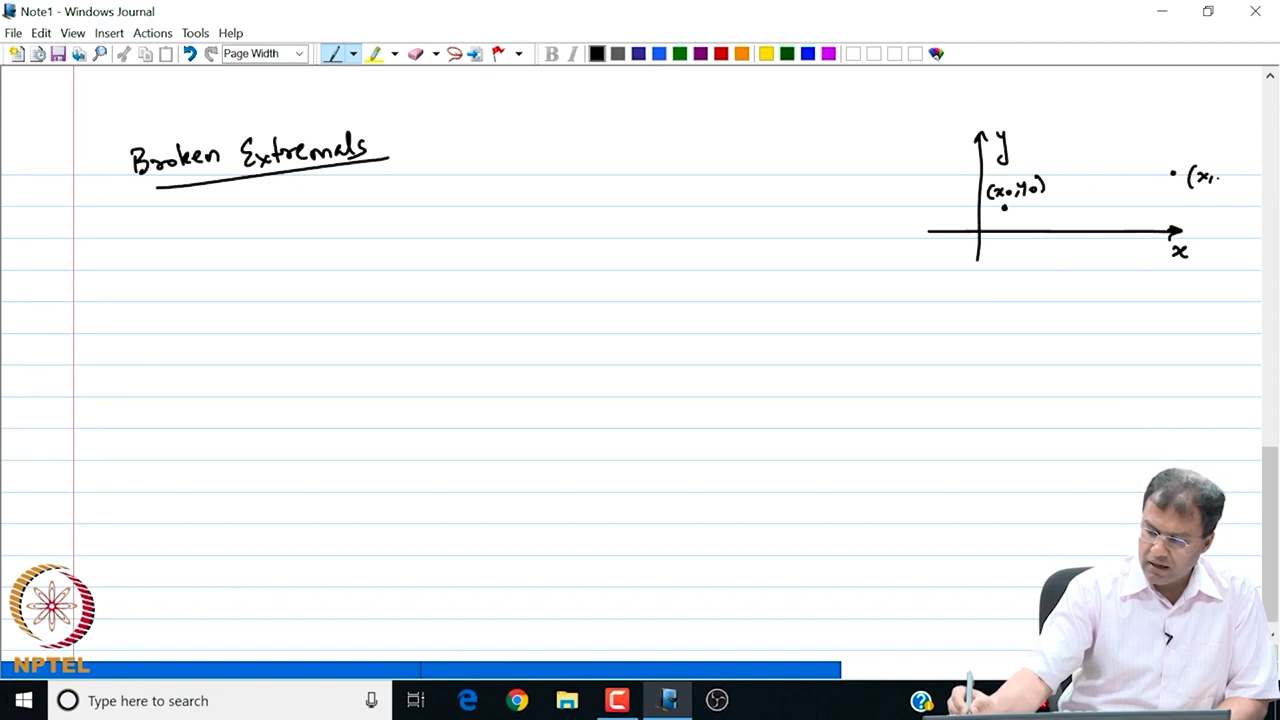 Note1 - Windows Journal
File Edit View Insert Actions Tools Help
Page Width
B I
Broken Extremals
y
(x₀,y₀)
(x₁.
x
NPTEL
Type here to search